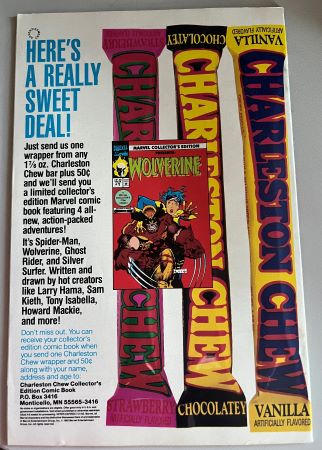 HERE'S
A REALLY
SWEET
DEAL!
Just send us one
wrapper from any
1⅞ oz. Charleston
Chew bar plus 50¢
and we'll send you
a limited collector's
edition Marvel comic
book featuring 4 all-
new, action-packed
adventures!
It's Spider-Man,
Wolverine, Ghost
Rider, and Silver
Surfer. Written and
drawn by hot creators
like Larry Hama, Sam
Kieth, Tony Isabella,
Howard Mackie,
and more!
Don't miss out. You can
receive your collector's
edition comic book when
you send one Charleston
Chew wrapper and 50¢
along with your name,
address and age to:
Charleston Chew Collector's
Edition Comic Book
P.O. Box 3416
Monticello, MN 55565-3416
STRAWBERRY
ARTIFICIALLY FLAVORED
CHARLESTON CHEW
STRAWBERRY
ARTIFICIALLY FLAVORED
CHOCOLATEY
CHARLESTON CHEW
CHOCOLATEY
VANILLA
ARTIFICIALLY FLAVORED
CHARLESTON CHEW
VANILLA
ARTIFICIALLY FLAVORED
MARVEL COLLECTOR'S EDITION
WOLVERINE